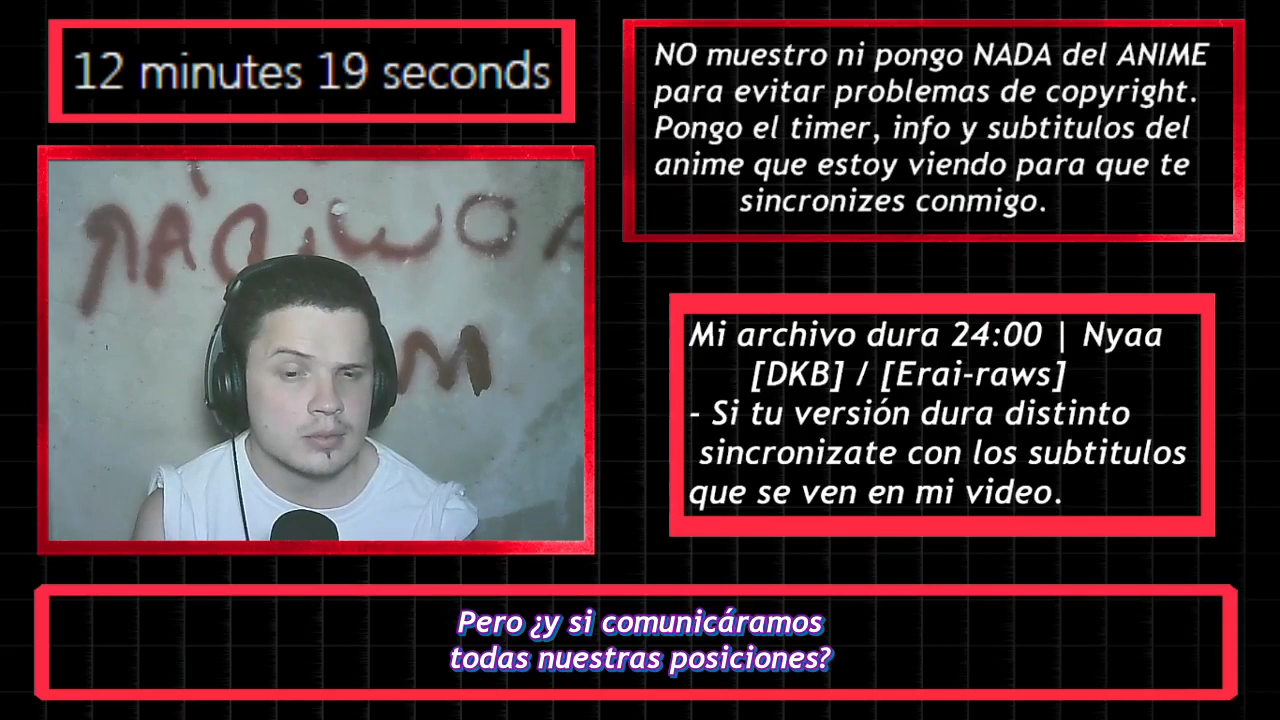 12 minutes 19 seconds
NO muestro ni pongo NADA del ANIME
para evitar problemas de copyright.
Pongo el timer, info y subtitulos del
anime que estoy viendo para que te
sincronizes conmigo.
Mi archivo dura 24:00 | Nyaa
[DKB] / [Erai-raws]
- Si tu versión dura distinto
sincronizate con los subtitulos
que se ven en mi video.
Pero ¿y si comunicáramos
todas nuestras posiciones?